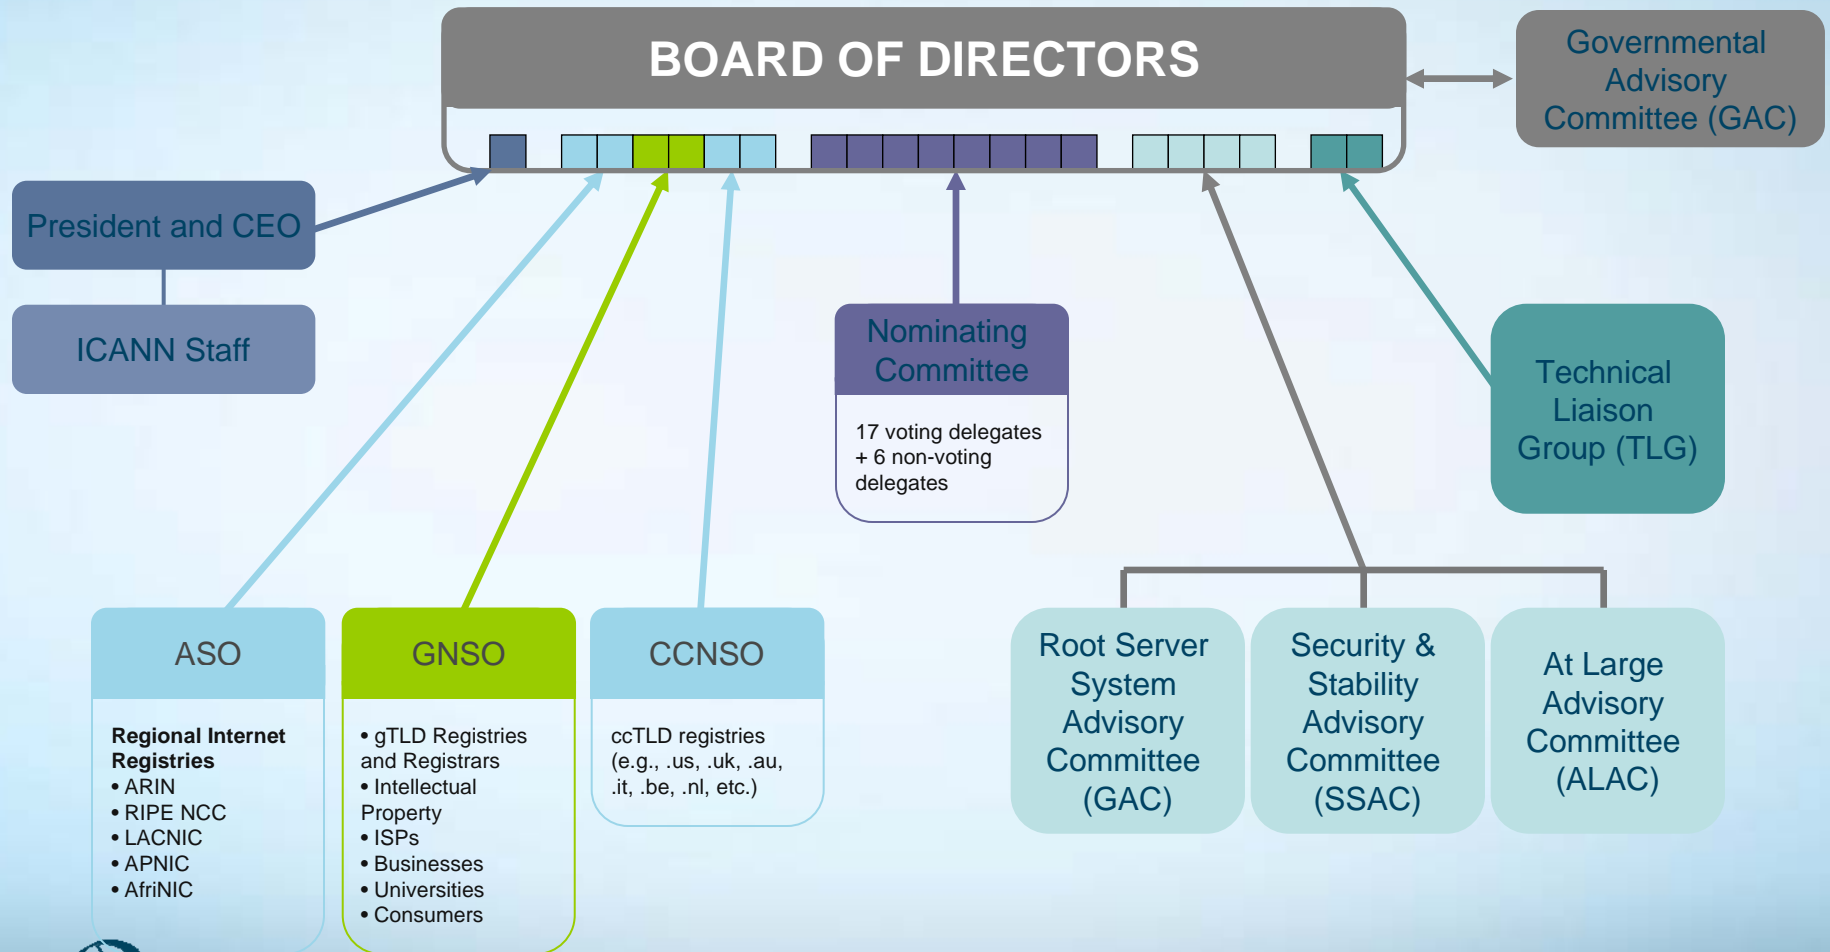 BOARD OF DIRECTORS
Governmental
Advisory
Committee (GAC)
President and CEO
ICANN Staff
Nominating
Committee
17 voting delegates
+ 6 non-voting
delegates
Technical
Liaison
Group (TLG)
ASO
Regional Internet
Registries
• ARIN
• RIPE NCC
• LACNIC
• APNIC
• AfriNIC
GNSO
• gTLD Registries
and Registrars
• Intellectual
Property
• ISPs
• Businesses
• Universities
• Consumers
CCNSO
ccTLD registries
(e.g., .us, .uk, .au,
.it, .be, .nl, etc.)
Root Server
System
Advisory
Committee
(GAC)
Security &
Stability
Advisory
Committee
(SSAC)
At Large
Advisory
Committee
(ALAC)